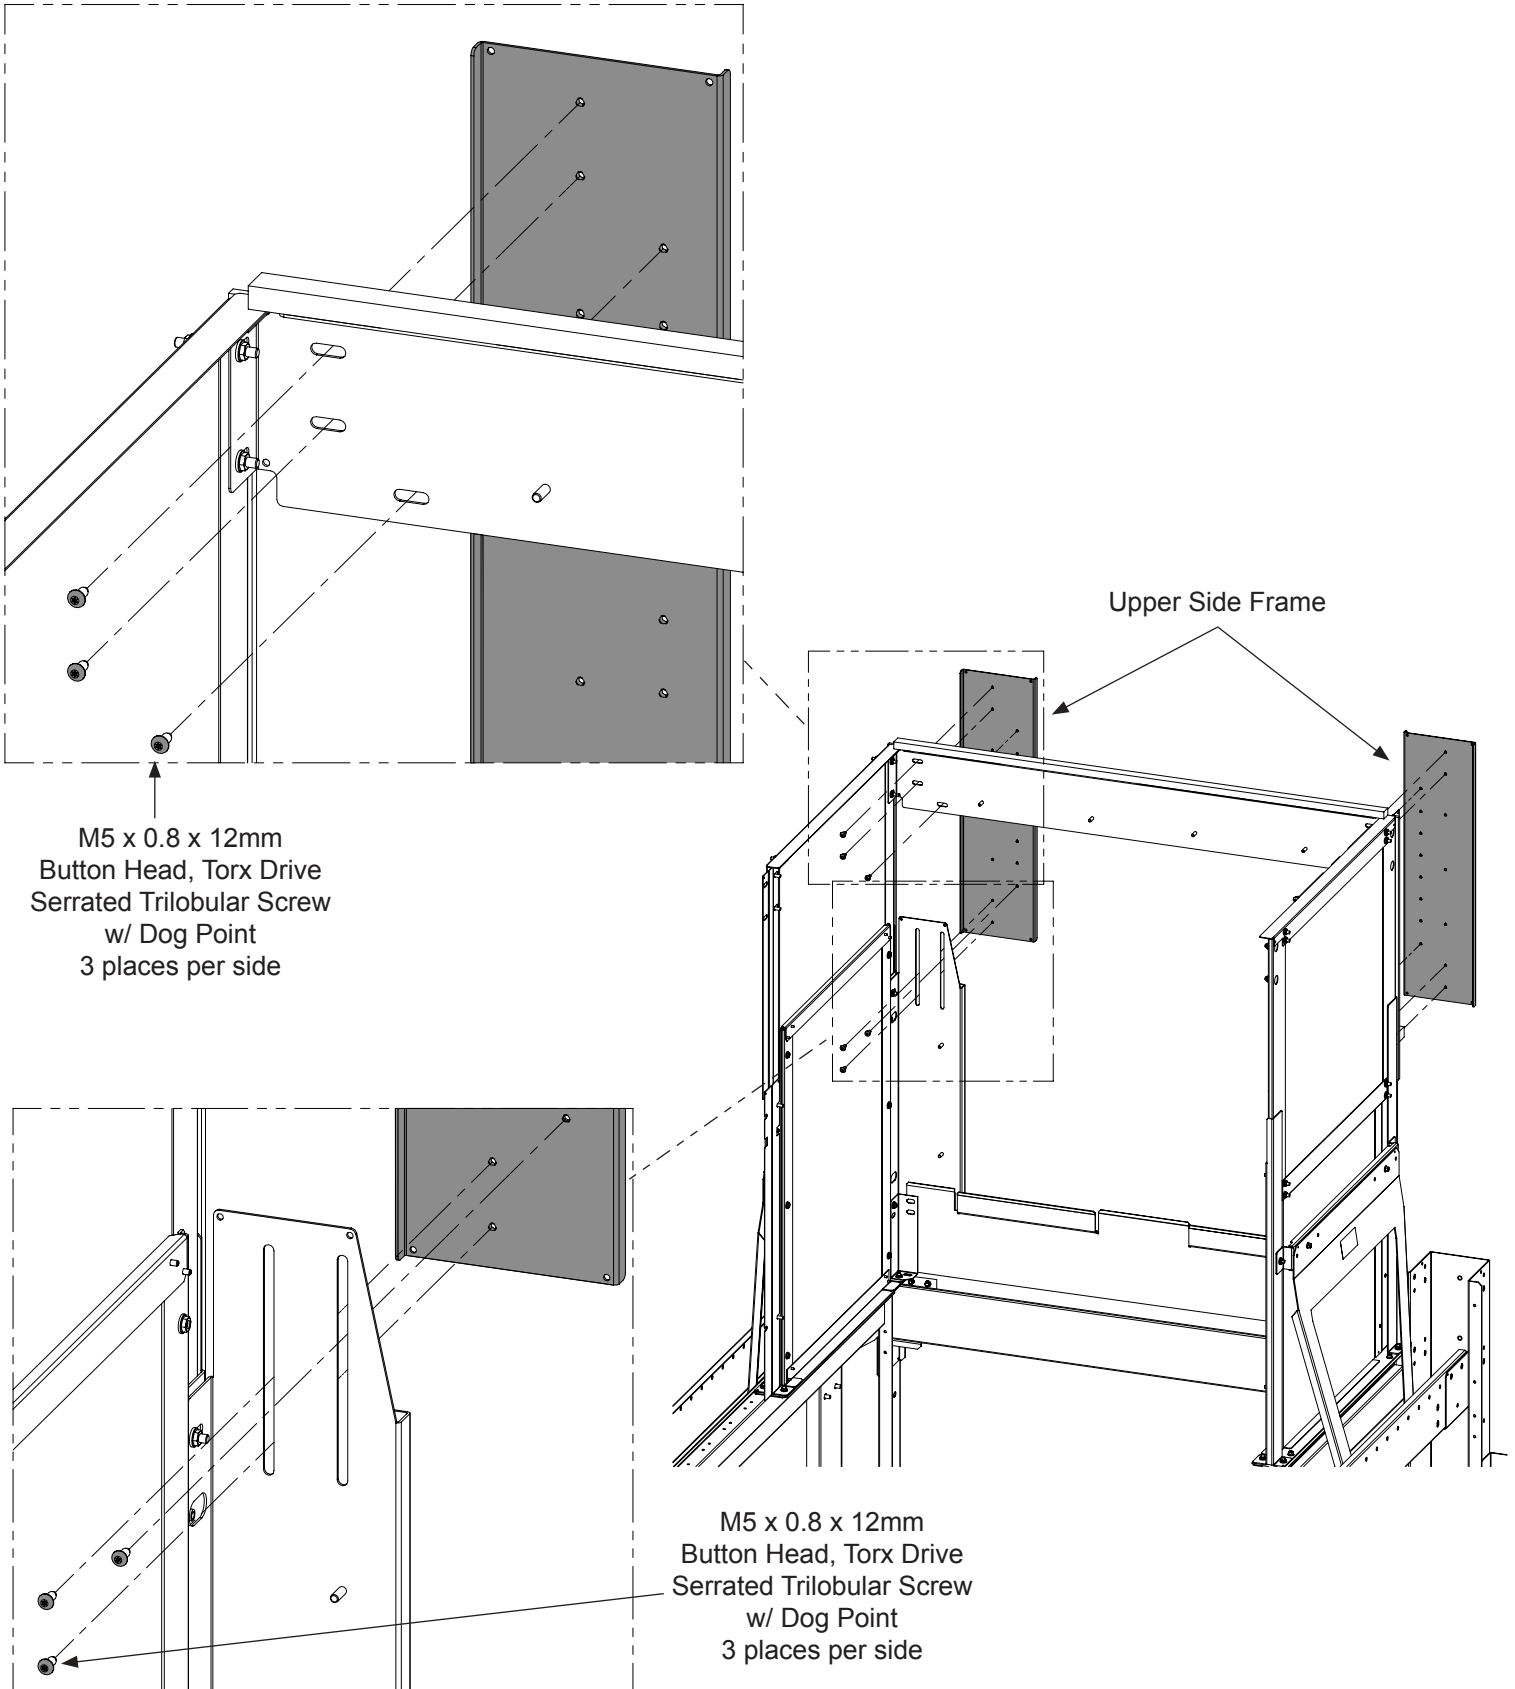 Upper Side Frame
M5 x 0.8 x 12mm
Button Head, Torx Drive
Serrated Trilobular Screw
w/ Dog Point
3 places per side
M5 x 0.8 x 12mm
Button Head, Torx Drive
Serrated Trilobular Screw
w/ Dog Point
3 places per side